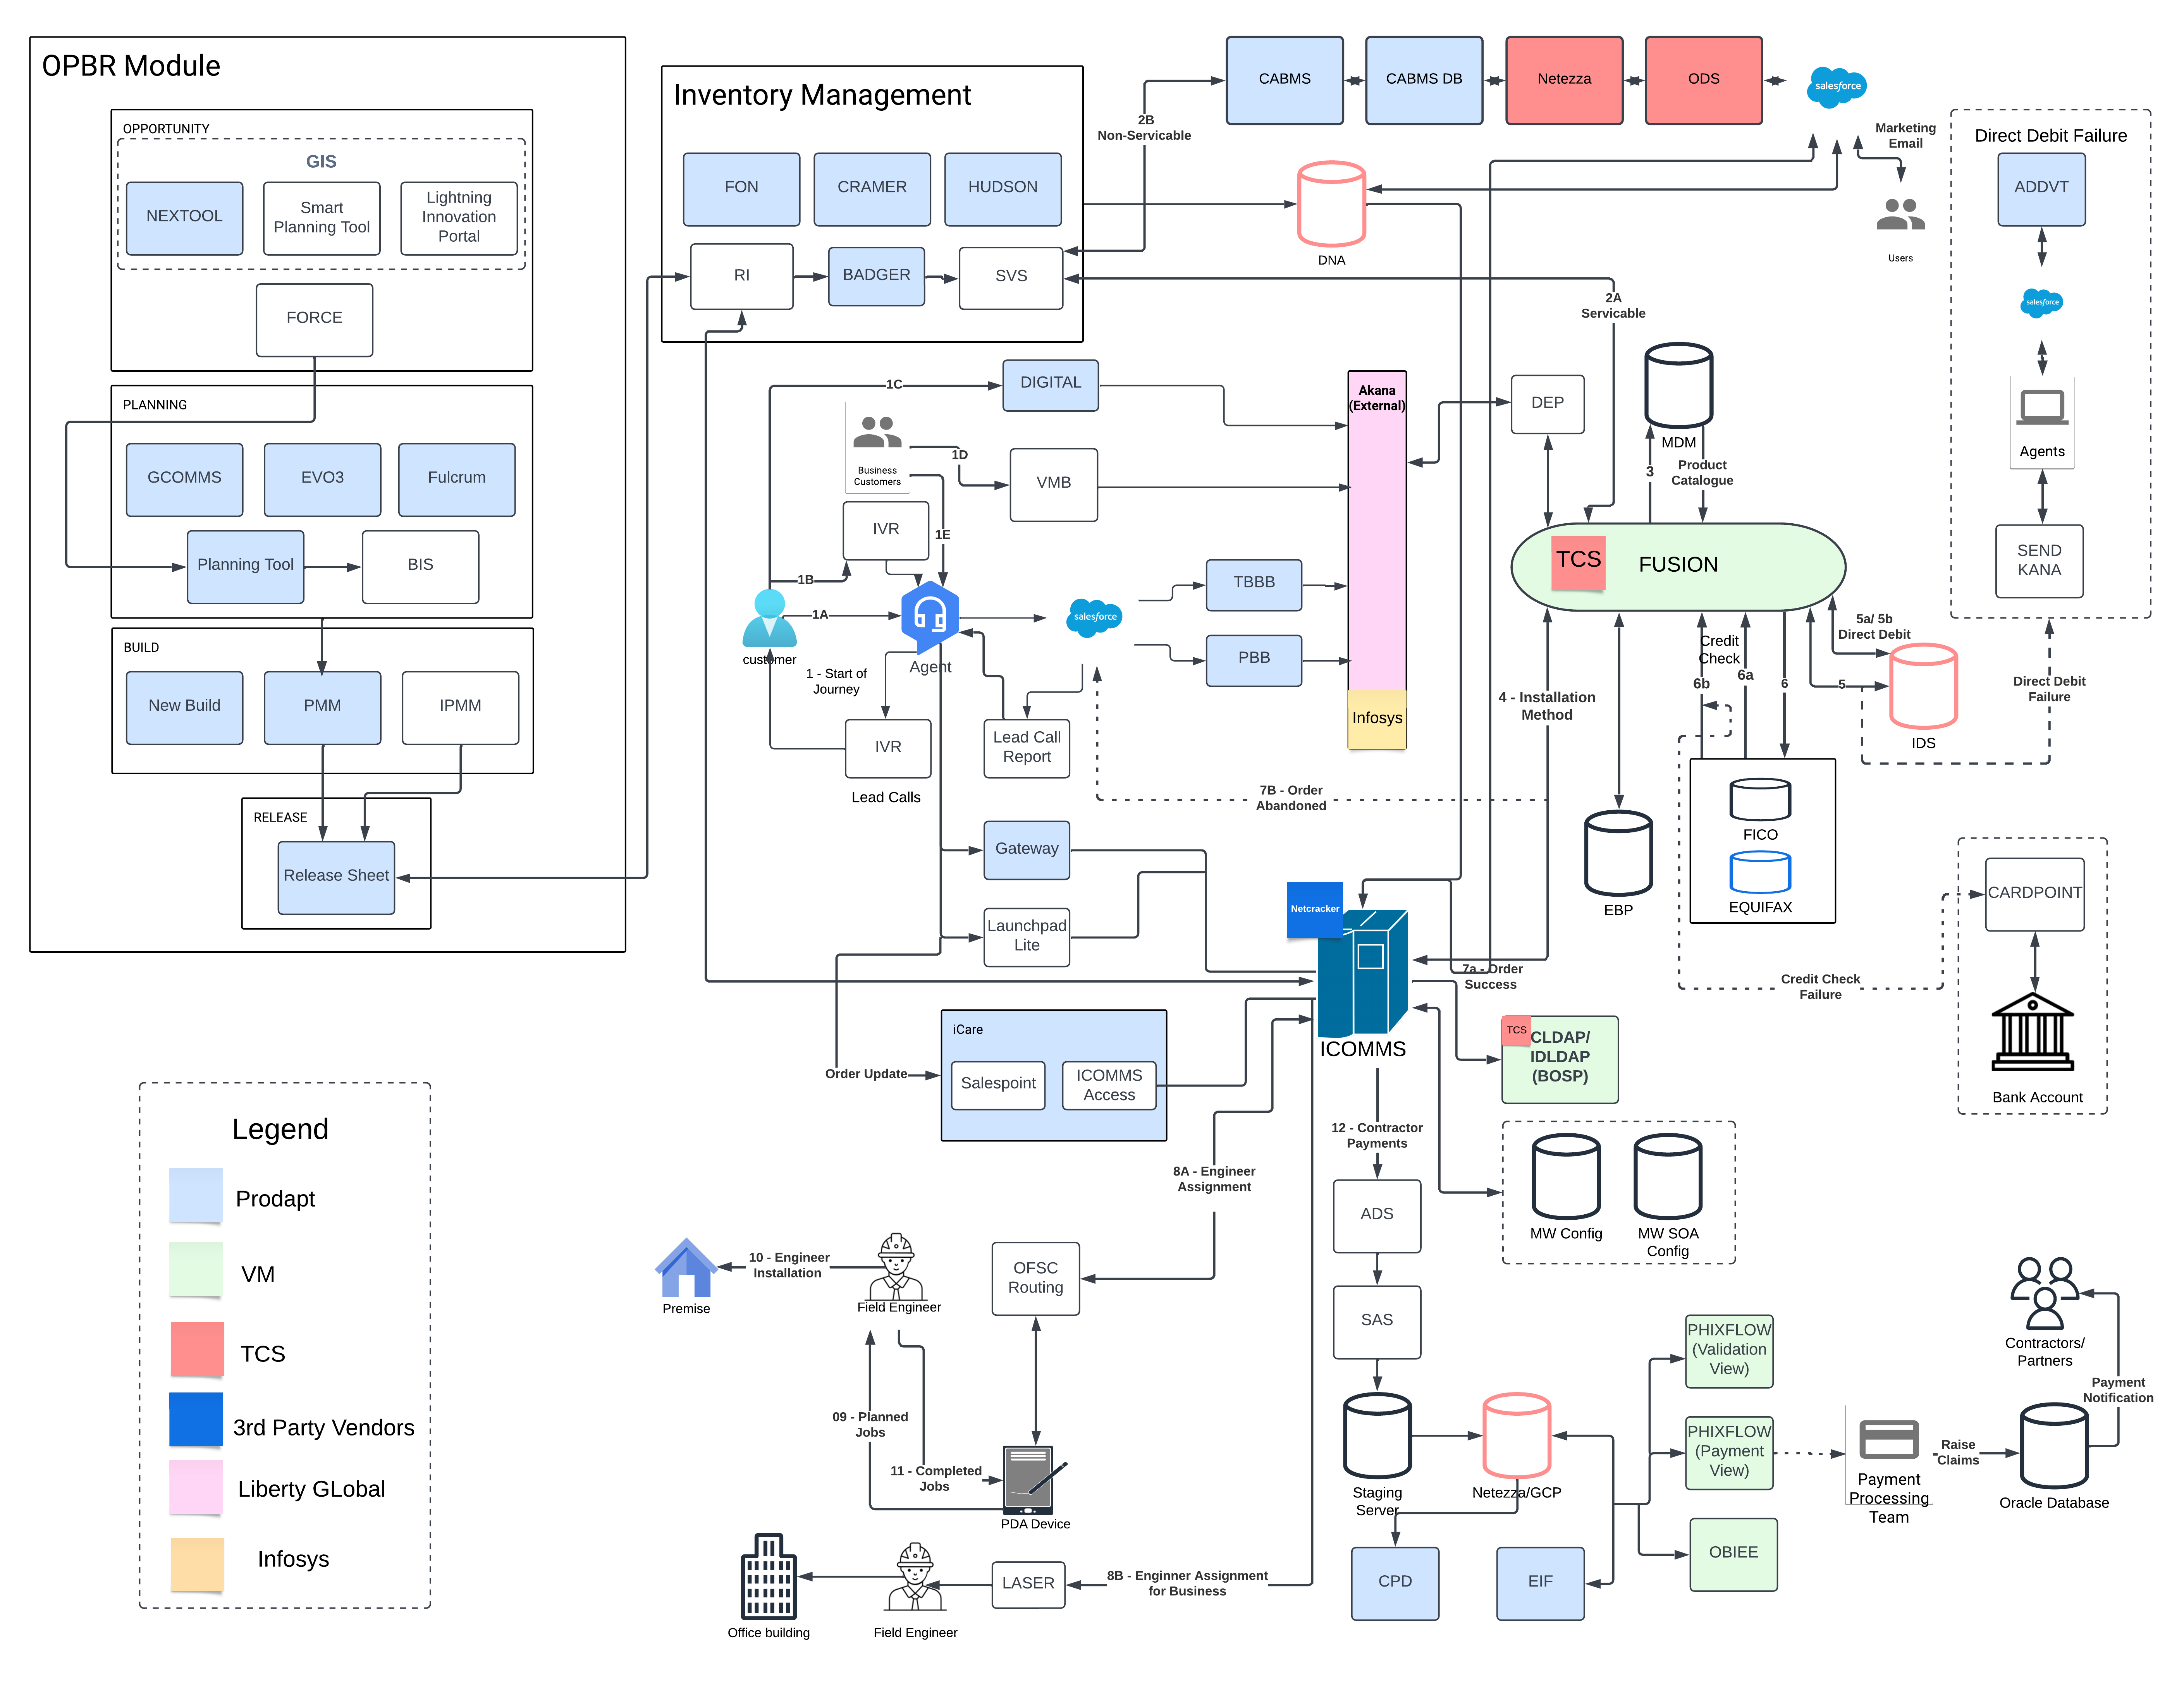 OPBR Module
OPPORTUNITY
GIS
NEXTOOL
Smart
Planning Tool
Lightning
Innovation
Portal
FORCE
PLANNING
GCOMMS
EVO3
Fulcrum
Planning Tool
BIS
BUILD
New Build
PMM
IPMM
RELEASE
Release Sheet
Inventory Management
FON
CRAMER
HUDSON
RI
BADGER
SVS
2B
Non-Servicable
CABMS
CABMS DB
Netezza
ODS
salesforce
Marketing
Email
Users
DNA
2A
Servicable
Direct Debit Failure
ADDVT
salesforce
Agents
SEND
KANA
1C
DIGITAL
Business
Customers
1D
VMB
IVR
1E
1B
1A
customer
Agent
1 - Start of
Journey
salesforce
TBBB
PBB
IVR
Lead Calls
Lead Call
Report
Akana
(External)
Infosys
DEP
MDM
3
Product
Catalogue
TCS
FUSION
Credit
Check
6b
6a
6
5
5a/ 5b
Direct Debit
IDS
Direct Debit
Failure
4 - Installation
Method
7B - Order
Abandoned
EBP
FICO
EQUIFAX
CARDPOINT
Credit Check
Failure
Bank Account
Gateway
Launchpad
Lite
Netcracker
ICOMMS
7a - Order
Success
TCS
CLDAP/
IDLDAP
(BOSP)
Order Update
iCare
Salespoint
ICOMMS
Access
12 - Contractor
Payments
MW Config
MW SOA
Config
8A - Engineer
Assignment
ADS
SAS
Staging
Server
Netezza/GCP
CPD
EIF
PHIXFLOW
(Validation
View)
PHIXFLOW
(Payment
View)
OBIEE
Payment
Processing
Team
Raise
Claims
Oracle Database
Payment
Notification
Contractors/
Partners
Premise
10 - Engineer
Installation
Field Engineer
OFSC
Routing
09 - Planned
Jobs
11 - Completed
Jobs
PDA Device
Office building
Field Engineer
LASER
8B - Enginner Assignment
for Business
Legend
Prodapt
VM
TCS
3rd Party Vendors
Liberty GLobal
Infosys